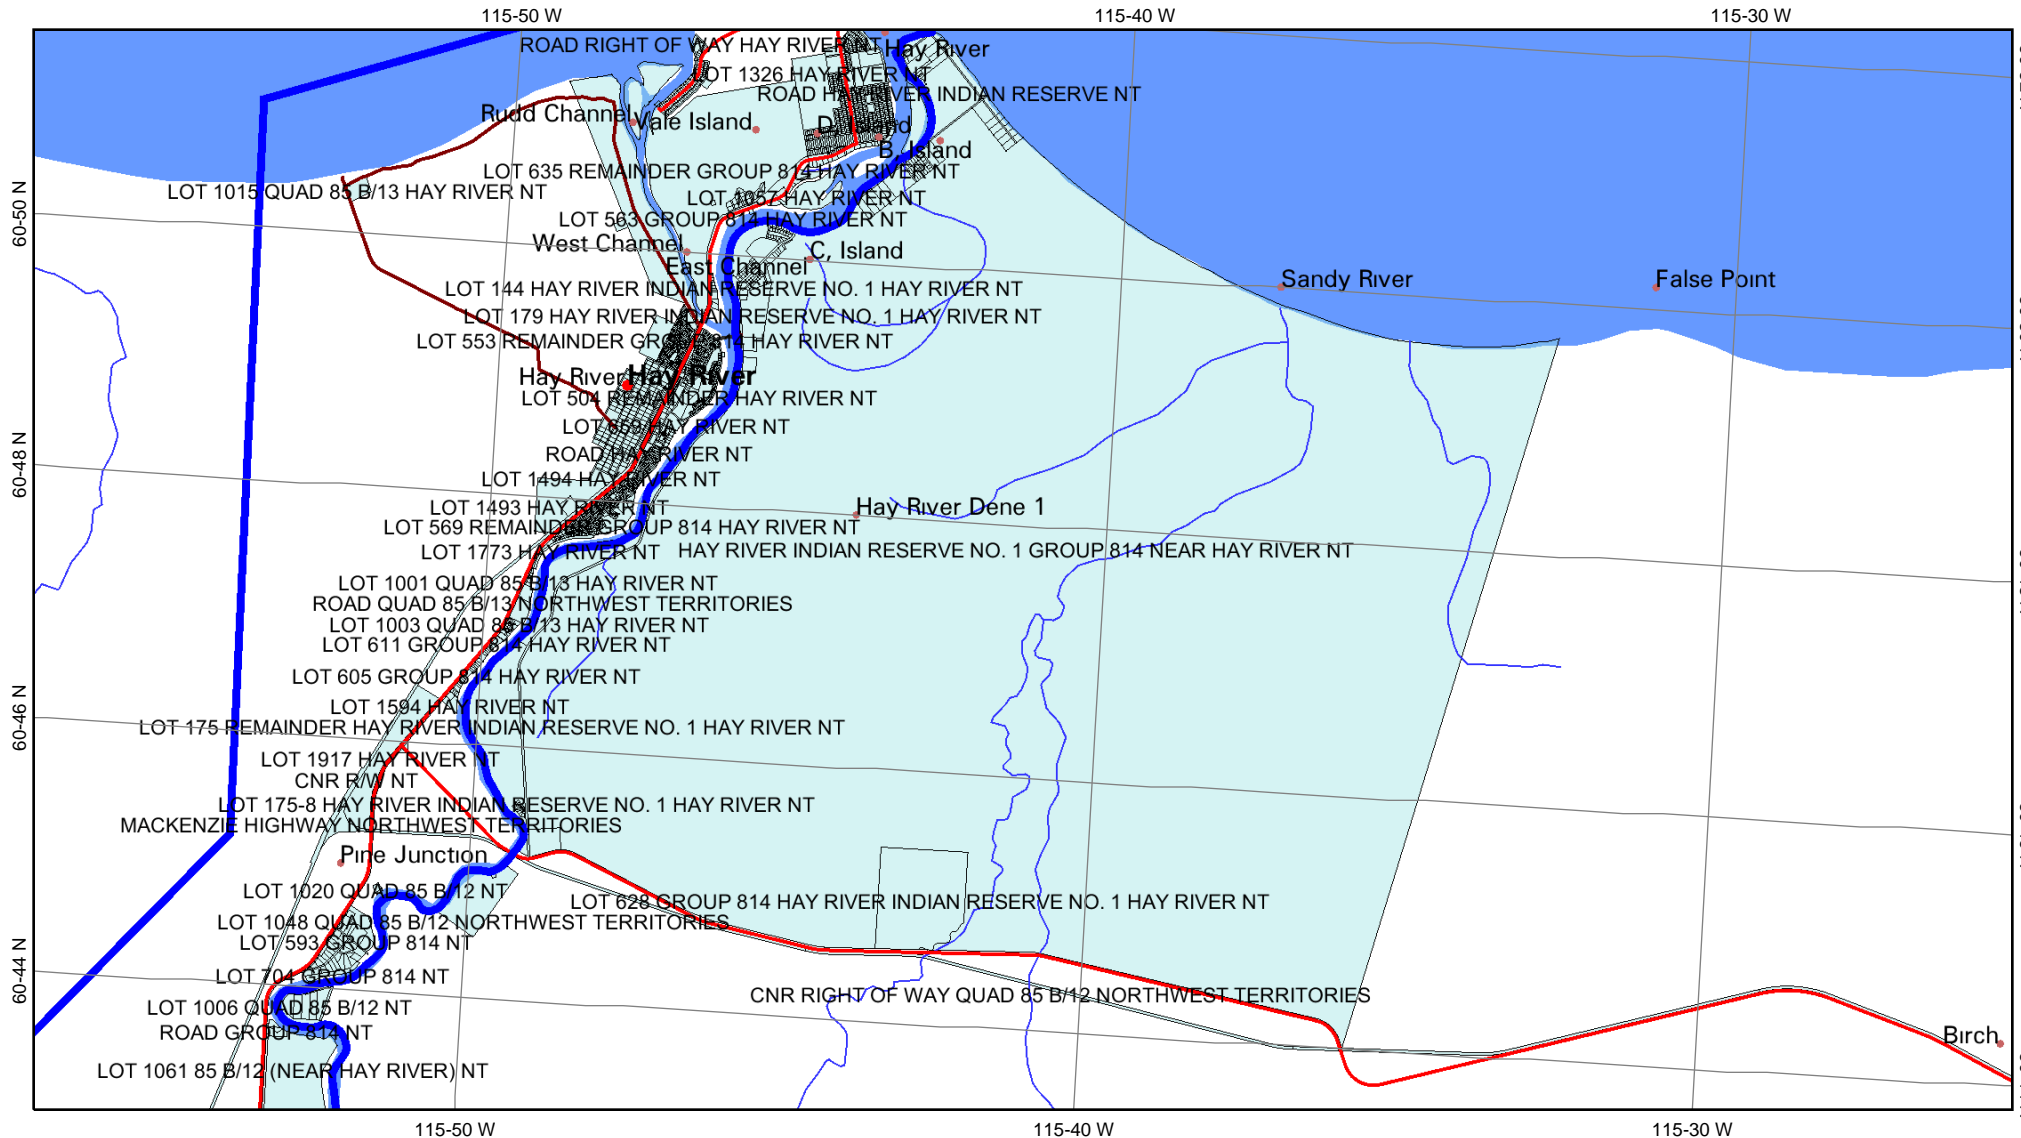 115-50 W 115-40 W 115-30 W
ROAD RIGHT OF WAY HAY RIVER NT Hay River
LOT 1326 HAY RIVER NT
ROAD HAY RIVER INDIAN RESERVE NT
Rudd Channel Vale Island D, Island
B, Island
LOT 635 REMAINDER GROUP 814 HAY RIVER NT
LOT 1015 QUAD 85 B/13 HAY RIVER NT
LOT 1057 HAY RIVER NT
60-50 N
LOT 563 GROUP 814 HAY RIVER NT
West Channel C, Island
East Channel
Sandy River False Point
LOT 144 HAY RIVER INDIAN RESERVE NO. 1 HAY RIVER NT
LOT 179 HAY RIVER INDIAN RESERVE NO. 1 HAY RIVER NT
LOT 553 REMAINDER GROUP 814 HAY RIVER NT
Hay River Hay River
LOT 504 REMAINDER HAY RIVER NT
LOT 859 HAY RIVER NT
ROAD HAY RIVER NT
60-48 N
LOT 1494 HAY RIVER NT
LOT 1493 HAY RIVER NT Hay River Dene 1
LOT 569 REMAINDER GROUP 814 HAY RIVER NT
LOT 1773 HAY RIVER NT HAY RIVER INDIAN RESERVE NO. 1 GROUP 814 NEAR HAY RIVER NT
LOT 1001 QUAD 85 B/13 HAY RIVER NT
ROAD QUAD 85 B/13 NORTHWEST TERRITORIES
LOT 1003 QUAD 85 B/13 HAY RIVER NT
LOT 611 GROUP 814 HAY RIVER NT
LOT 605 GROUP 814 HAY RIVER NT
LOT 1594 HAY RIVER NT
60-46 N
LOT 175 REMAINDER HAY RIVER INDIAN RESERVE NO. 1 HAY RIVER NT
LOT 1917 HAY RIVER NT
CNR R/W NT
LOT 175-8 HAY RIVER INDIAN RESERVE NO. 1 HAY RIVER NT
MACKENZIE HIGHWAY NORTHWEST TERRITORIES
Pine Junction
LOT 1020 QUAD 85 B/12 NT
LOT 628 GROUP 814 HAY RIVER INDIAN RESERVE NO. 1 HAY RIVER NT
LOT 1048 QUAD 85 B/12 NORTHWEST TERRITORIES
LOT 593 GROUP 814 NT
60-44 N
LOT 704 GROUP 814 NT
CNR RIGHT OF WAY QUAD 85 B/12 NORTHWEST TERRITORIES
LOT 1006 QUAD 85 B/12 NT
ROAD GROUP 814 NT
Birch
LOT 1061 85 B/12 (NEAR HAY RIVER) NT
115-50 W 115-40 W 115-30 W